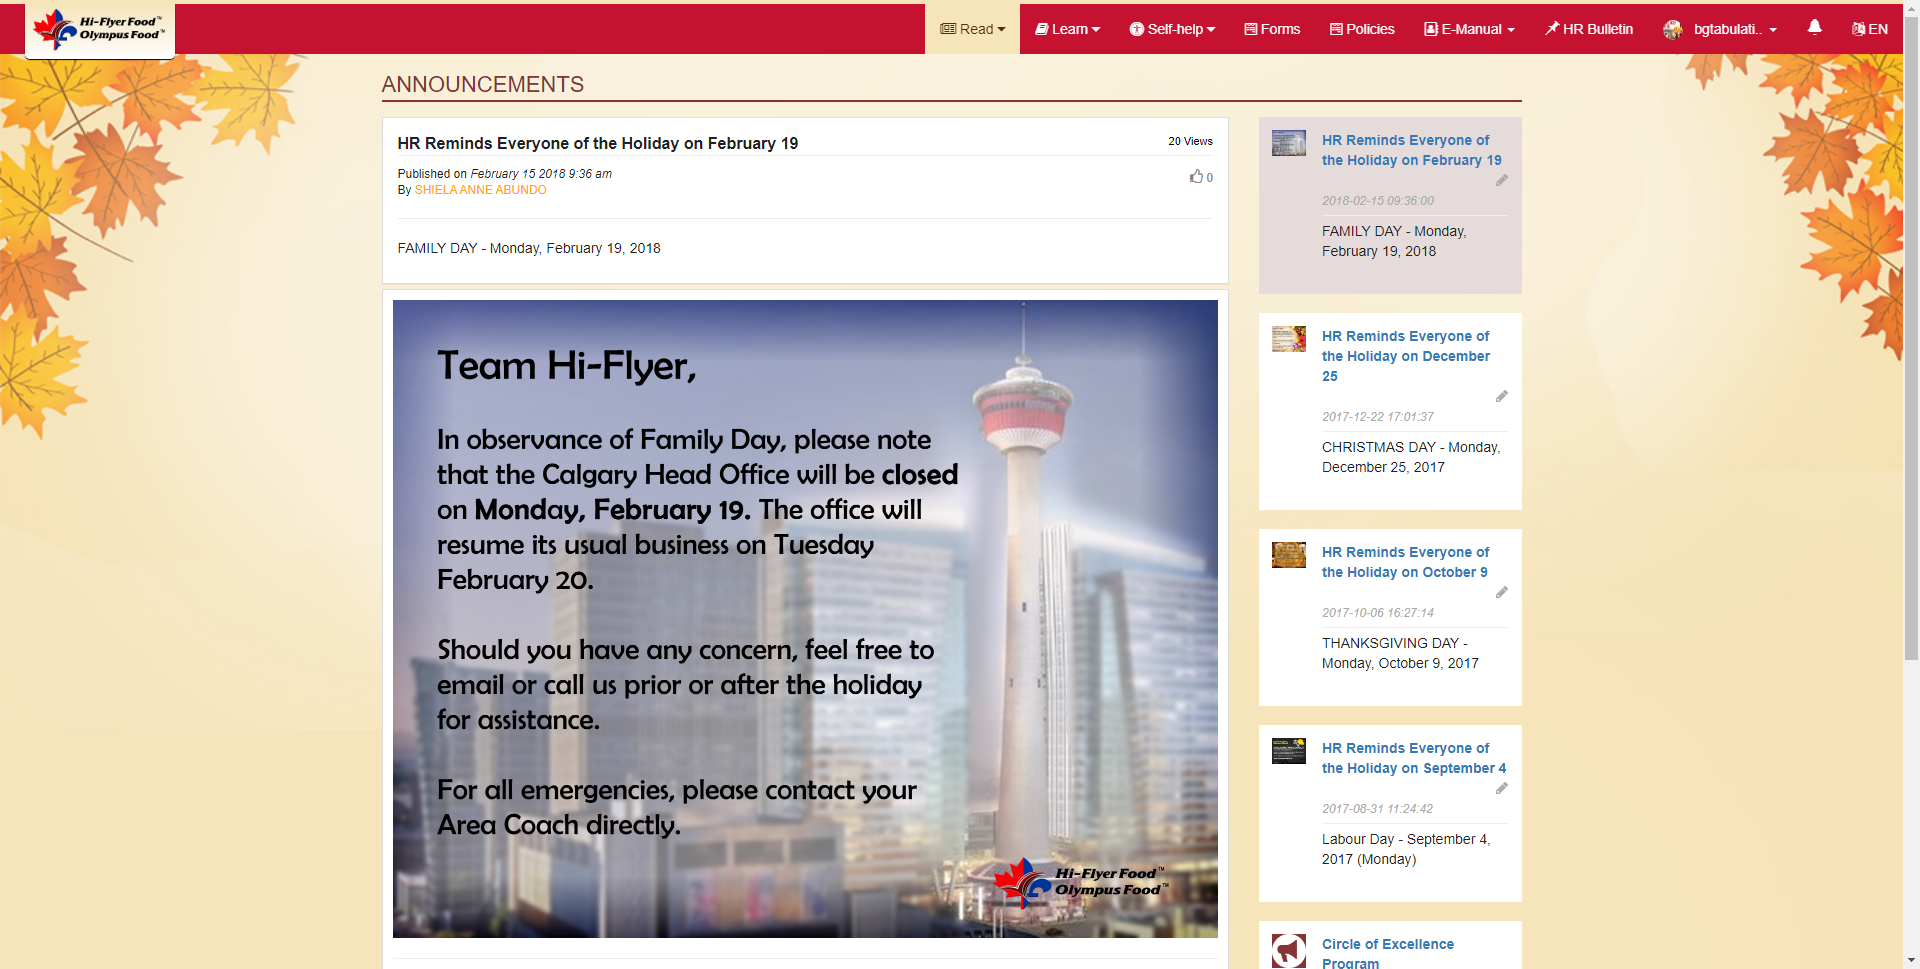 Hi-Flyer Food™
Olympus Food™
Read
Learn
Self-help
Forms
Policies
E-Manual
HR Bulletin
bgtabulati..
EN
ANNOUNCEMENTS
HR Reminds Everyone of the Holiday on February 19
20 Views
Published on February 15 2018 9:36 am
0
By SHIELA ANNE ABUNDO
FAMILY DAY - Monday, February 19, 2018
Team Hi-Flyer,
In observance of Family Day, please note
that the Calgary Head Office will be closed
on Monday, February 19. The office will
resume its usual business on Tuesday
February 20.
Should you have any concern, feel free to
email or call us prior or after the holiday
for assistance.
For all emergencies, please contact your
Area Coach directly.
Hi-Flyer Food™
Olympus Food™
HR Reminds Everyone of
the Holiday on February 19
2018-02-15 09:36:00
FAMILY DAY - Monday,
February 19, 2018
HR Reminds Everyone of
the Holiday on December
25
2017-12-22 17:01:37
CHRISTMAS DAY - Monday,
December 25, 2017
HR Reminds Everyone of
the Holiday on October 9
2017-10-06 16:27:14
THANKSGIVING DAY -
Monday, October 9, 2017
HR Reminds Everyone of
the Holiday on September 4
2017-08-31 11:24:42
Labour Day - September 4,
2017 (Monday)
Circle of Excellence
Program